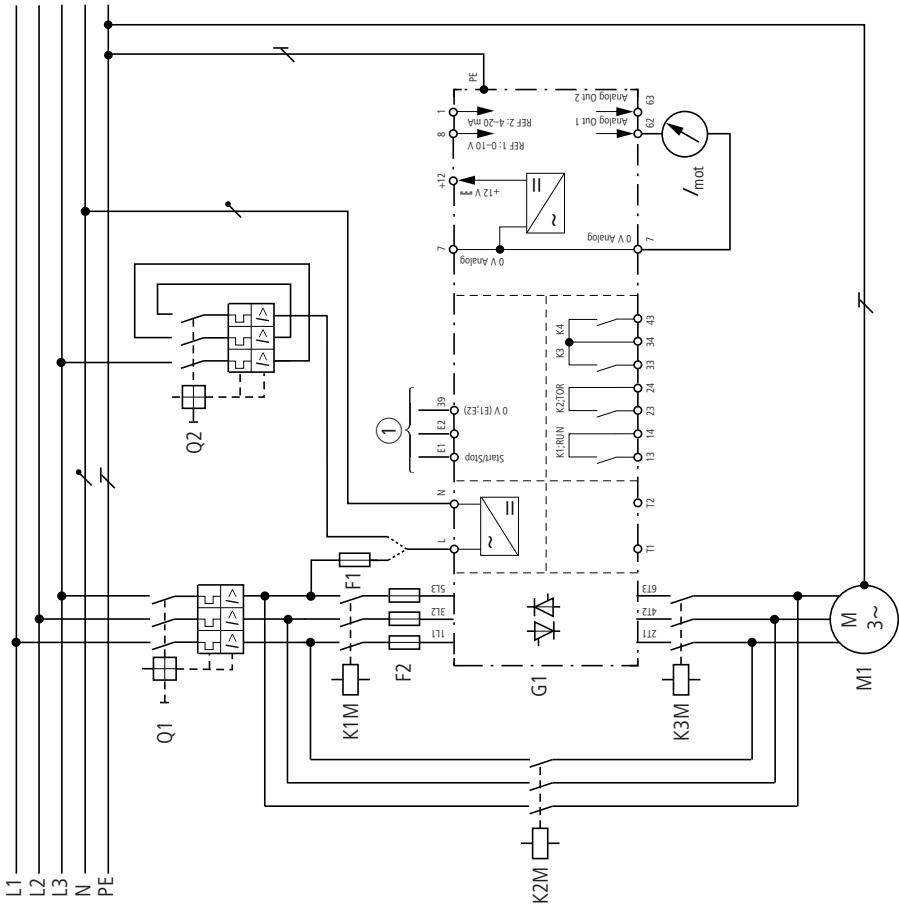 L1
L2
L3
N
PE
Q1
I>
I>
I>
Q2
I>
I>
I>
F1
K1M
F2
1L1
3L2
5L3
L
N
E1
E2
39
Start/Stop
0 V (E1;E2)
1
7
+12
8
1
PE
0 V Analog
+12 V
REF 1: 0–10 V
REF 2: 4–20 mA
~
=
~
=
G1
0 V Analog
Analog Out 1
Analog Out 2
K1;RUN
K2;TOR
K3
K4
2T1
4T2
6T3
T1
T2
13
14
23
24
33
34
43
7
62
63
I mot
K2M
K3M
M
3~
M1